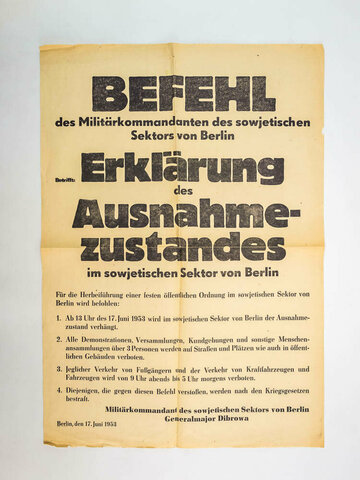 BEFEHL
des Militärkommandanten des sowjetischen
Sektors von Berlin
Betrifft: Erklärung
des
Ausnahme-
zustandes
im sowjetischen Sektor von Berlin
Für die Herbeiführung einer festen öffentlichen Ordnung im sowjetischen Sektor von
Berlin wird befohlen:
1. Ab 13 Uhr des 17. Juni 1953 wird im sowjetischen Sektor von Berlin der Ausnahme-
zustand verhängt.
2. Alle Demonstrationen, Versammlungen, Kundgebungen und sonstige Menschen-
ansammlungen über 3 Personen werden auf Straßen und Plätzen wie auch in öffent-
lichen Gebäuden verboten.
3. Jeglicher Verkehr von Fußgängern und der Verkehr von Kraftfahrzeugen und
Fahrzeugen wird von 9 Uhr abends bis 5 Uhr morgens verboten.
4. Diejenigen, die gegen diesen Befehl verstoßen, werden nach den Kriegsgesetzen
bestraft.
Militärkommandant des sowjetischen Sektors von Berlin
Generalmajor Dibrowa
Berlin, den 17. Juni 1953